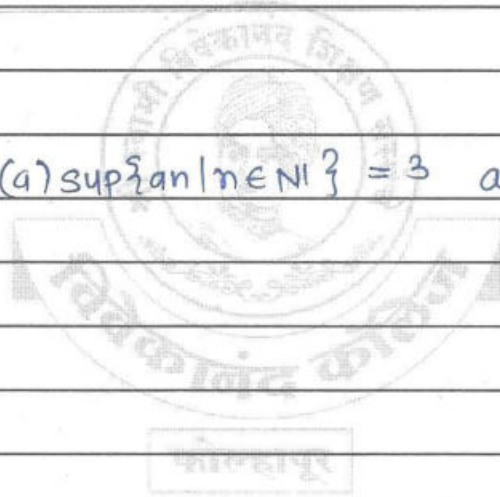 (a) sup{an|n∈ℕ} = 3 a
विवेकानंद कॉलेज
कोल्हापूर